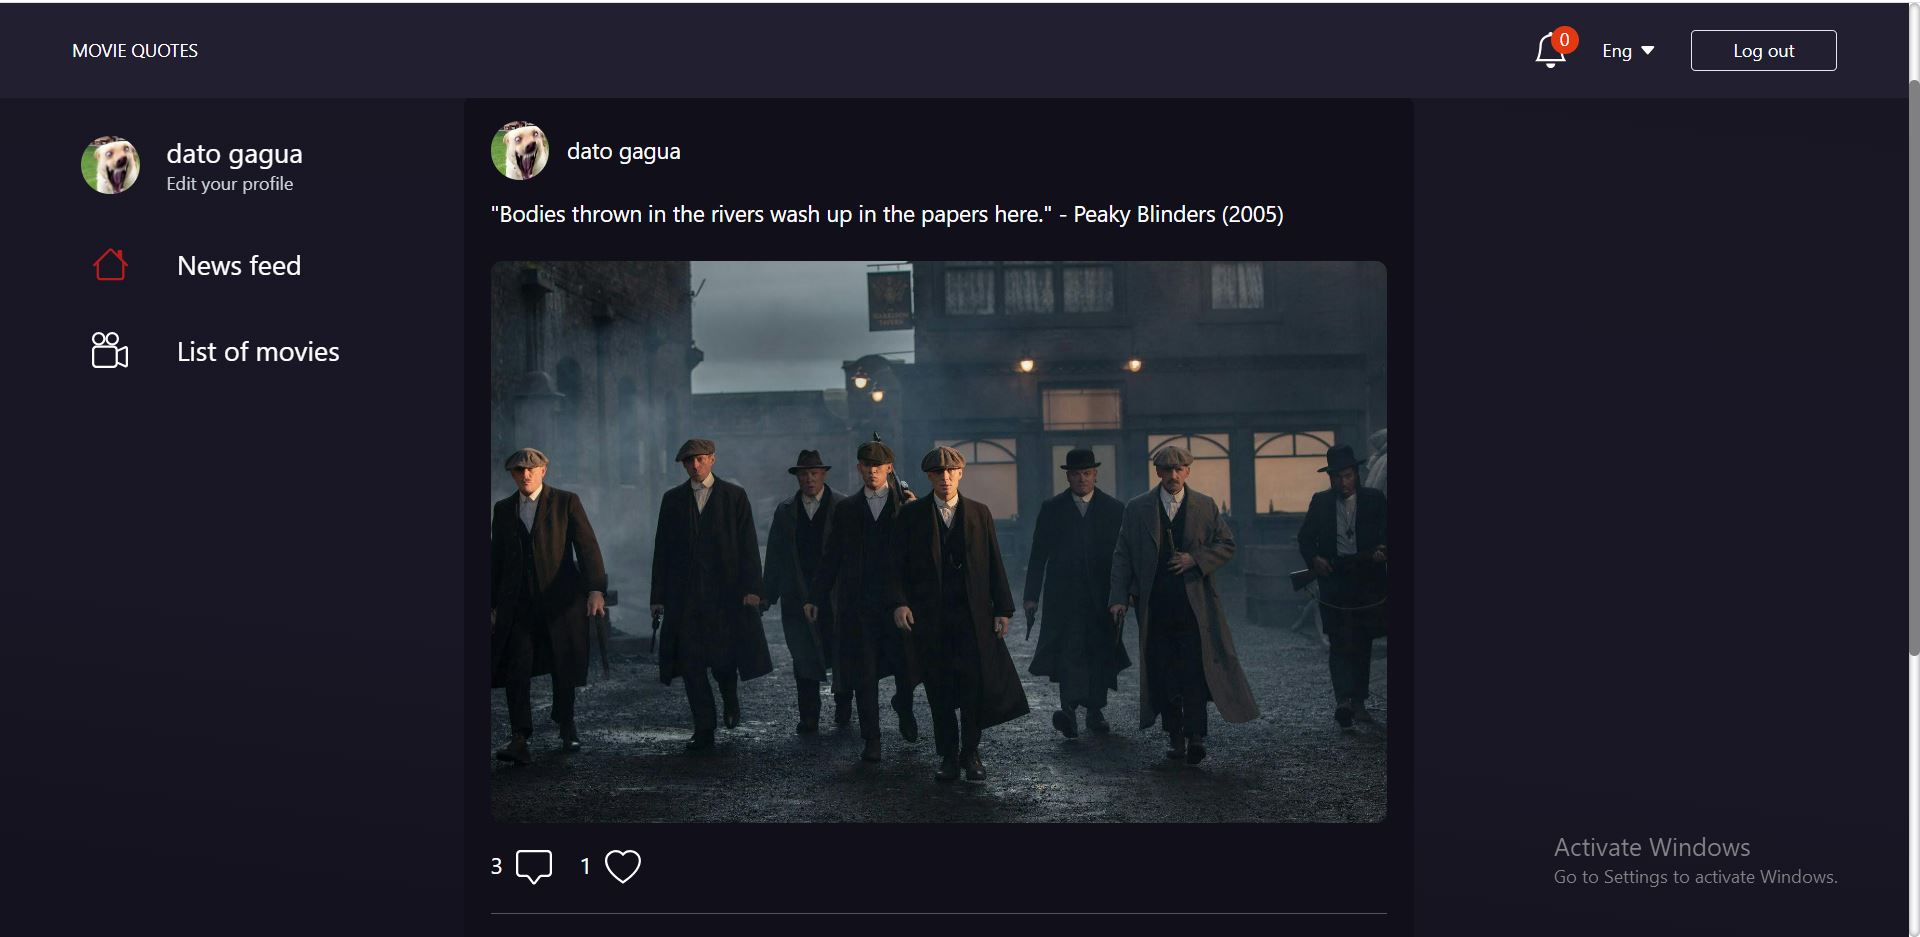 MOVIE QUOTES
0
Eng
Log out
dato gagua
Edit your profile
News feed
List of movies
dato gagua
"Bodies thrown in the rivers wash up in the papers here." - Peaky Blinders (2005)
GARRISON
TAVERN
3
1
Activate Windows
Go to Settings to activate Windows.